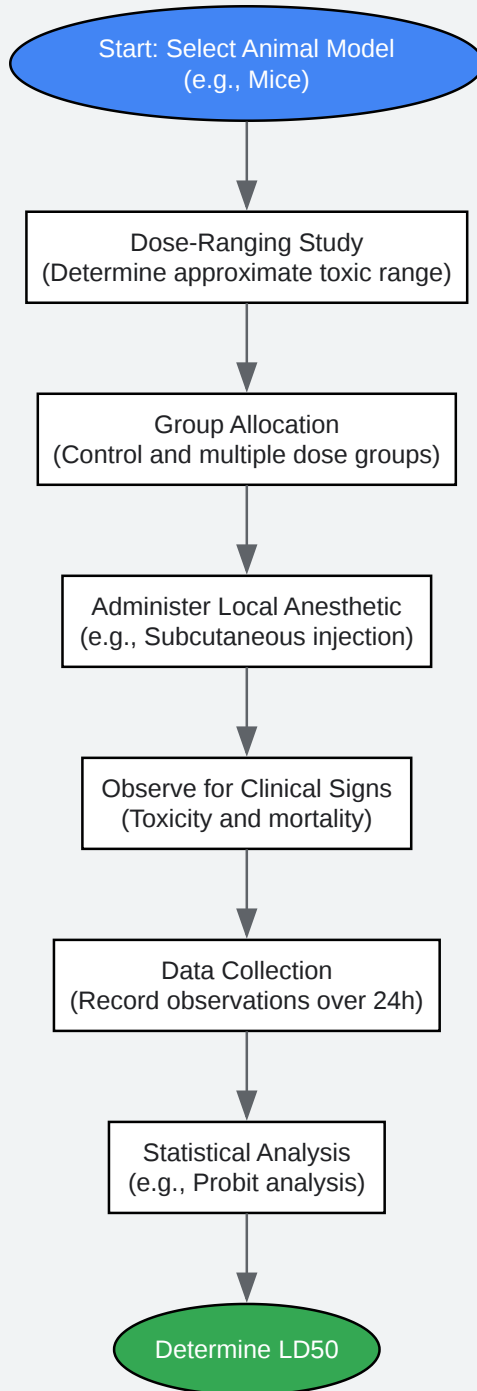 Start: Select Animal Model
(e.g., Mice)
Dose-Ranging Study
(Determine approximate toxic range)
Group Allocation
(Control and multiple dose groups)
Administer Local Anesthetic
(e.g., Subcutaneous injection)
Observe for Clinical Signs
(Toxicity and mortality)
Data Collection
(Record observations over 24h)
Statistical Analysis
(e.g., Probit analysis)
Determine LD50